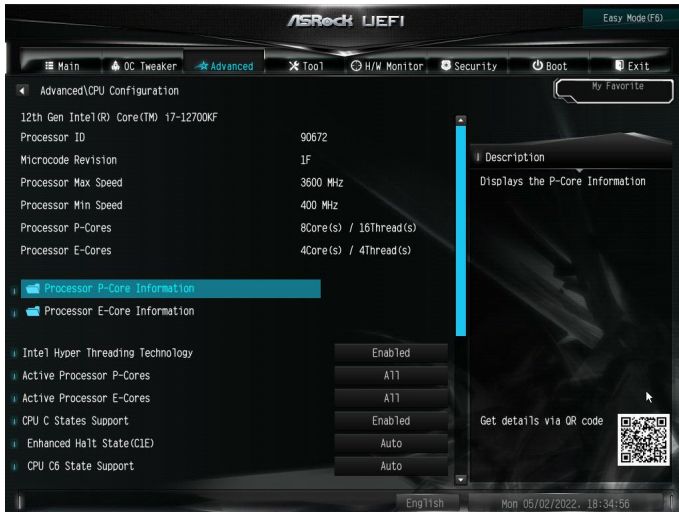 ASRock UEFI
Easy Mode(F6)
Main OC Tweaker Advanced Tool H/W Monitor Security Boot Exit
Advanced\CPU Configuration
My Favorite
12th Gen Intel(R) Core(TM) i7-12700KF
Processor ID 90672
Microcode Revision 1F
Processor Max Speed 3600 MHz
Processor Min Speed 400 MHz
Processor P-Cores 8Core(s) / 16Thread(s)
Processor E-Cores 4Core(s) / 4Thread(s)
Processor P-Core Information
Processor E-Core Information
Intel Hyper Threading Technology Enabled
Active Processor P-Cores All
Active Processor E-Cores All
CPU C States Support Enabled
Enhanced Halt State(C1E) Auto
CPU C6 State Support Auto
Description
Displays the P-Core Information
Get details via QR code
English
Mon 05/02/2022. 18:34:56